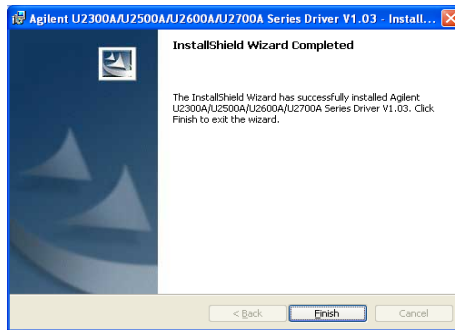 Agilent U2300A/U2500A/U2600A/U2700A Series Driver V1.03 - Install...
InstallShield Wizard Completed
The InstallShield Wizard has successfully installed Agilent
U2300A/U2500A/U2600A/U2700A Series Driver V1.03. Click
Finish to exit the wizard.
< Back Finish Cancel